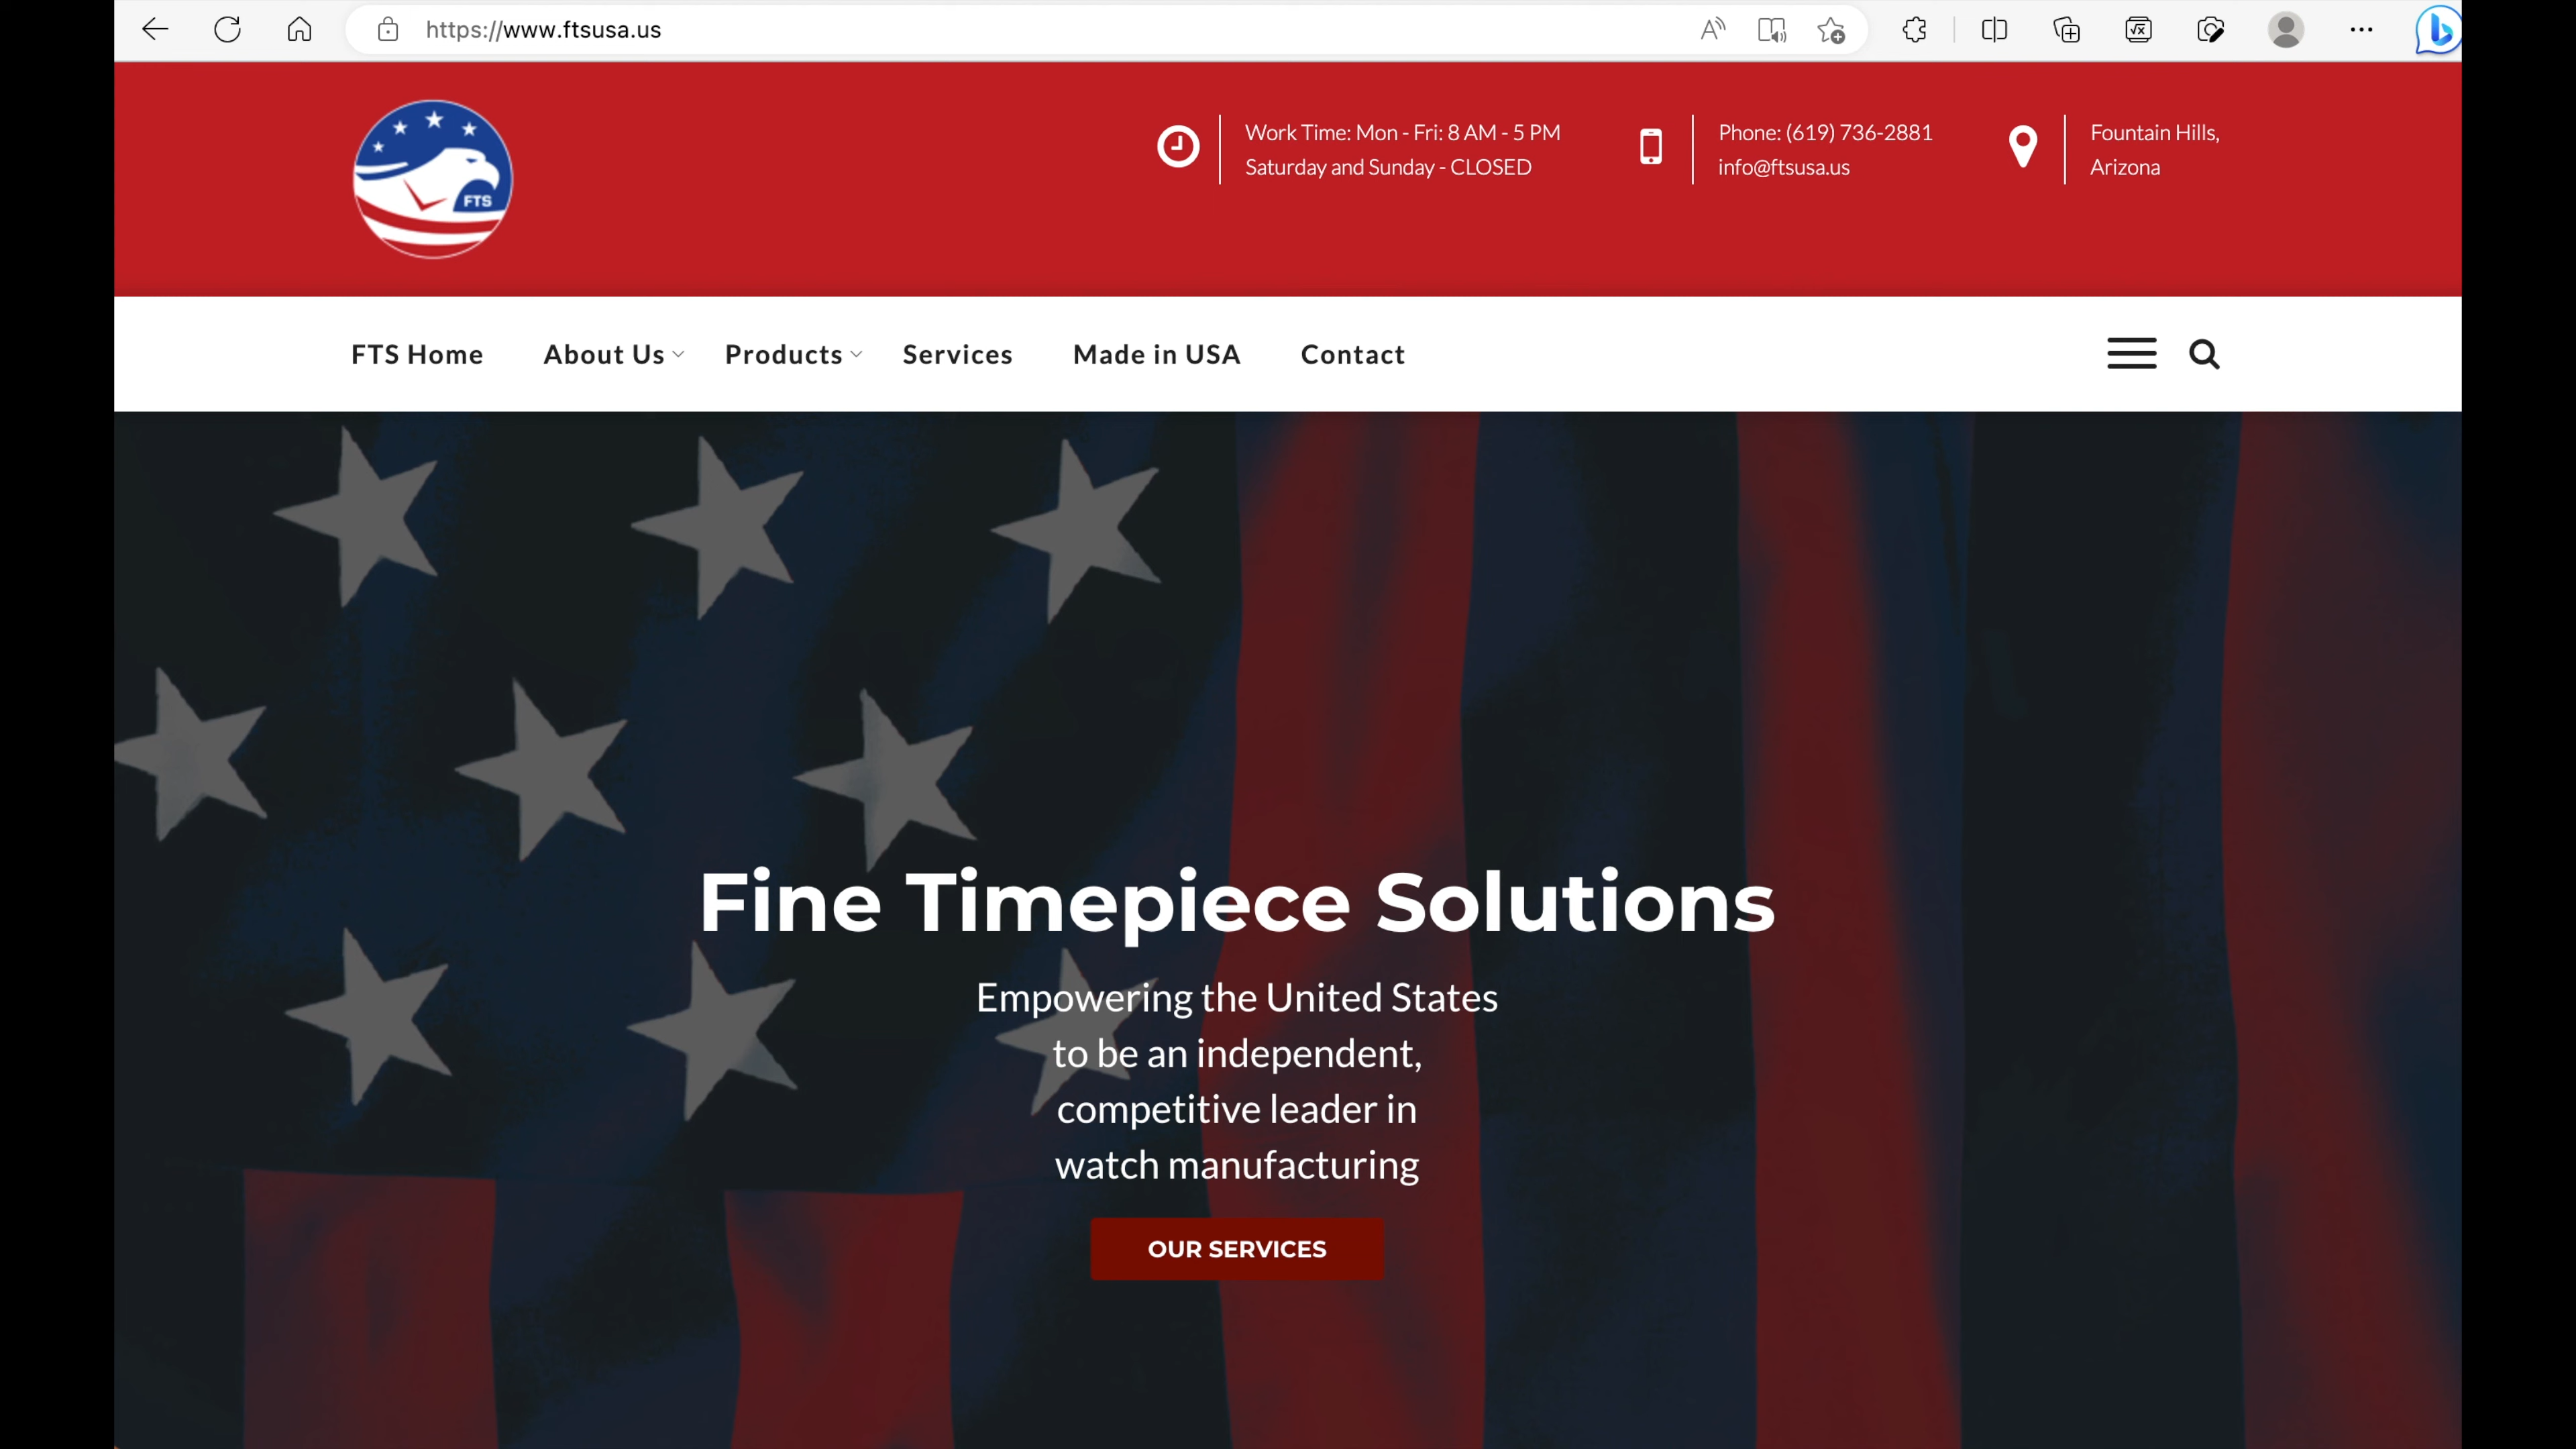 https://www.ftsusa.us
FTS
Work Time: Mon - Fri: 8 AM - 5 PM
Saturday and Sunday - CLOSED
Phone: (619) 736-2881
info@ftsusa.us
Fountain Hills,
Arizona
FTS Home
About Us
Products
Services
Made in USA
Contact
Fine Timepiece Solutions
Empowering the United States
to be an independent,
competitive leader in
watch manufacturing
OUR SERVICES